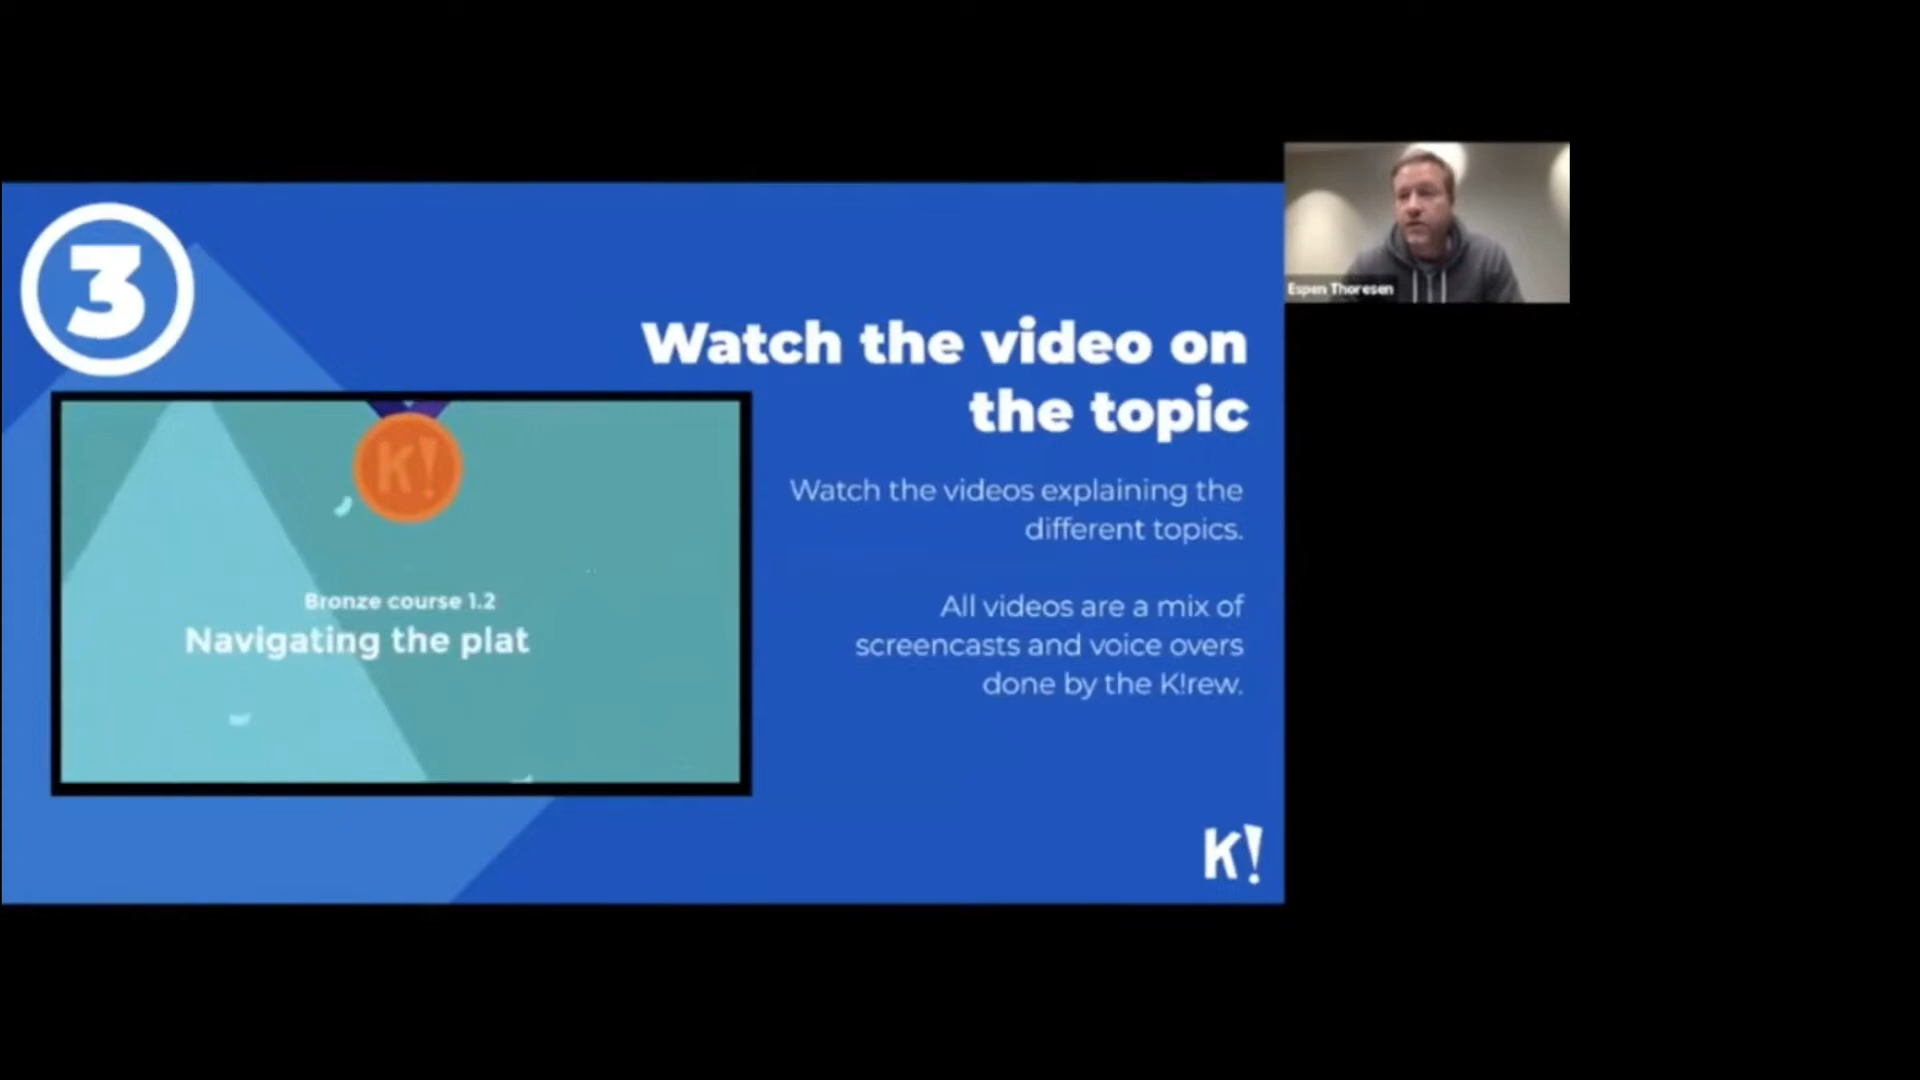 3
Watch the video on
the topic
K!
Bronze course 1.2
Navigating the plat
Watch the videos explaining the
different topics.
All videos are a mix of
screencasts and voice overs
done by the K!rew.
K!
Espen Thoresen